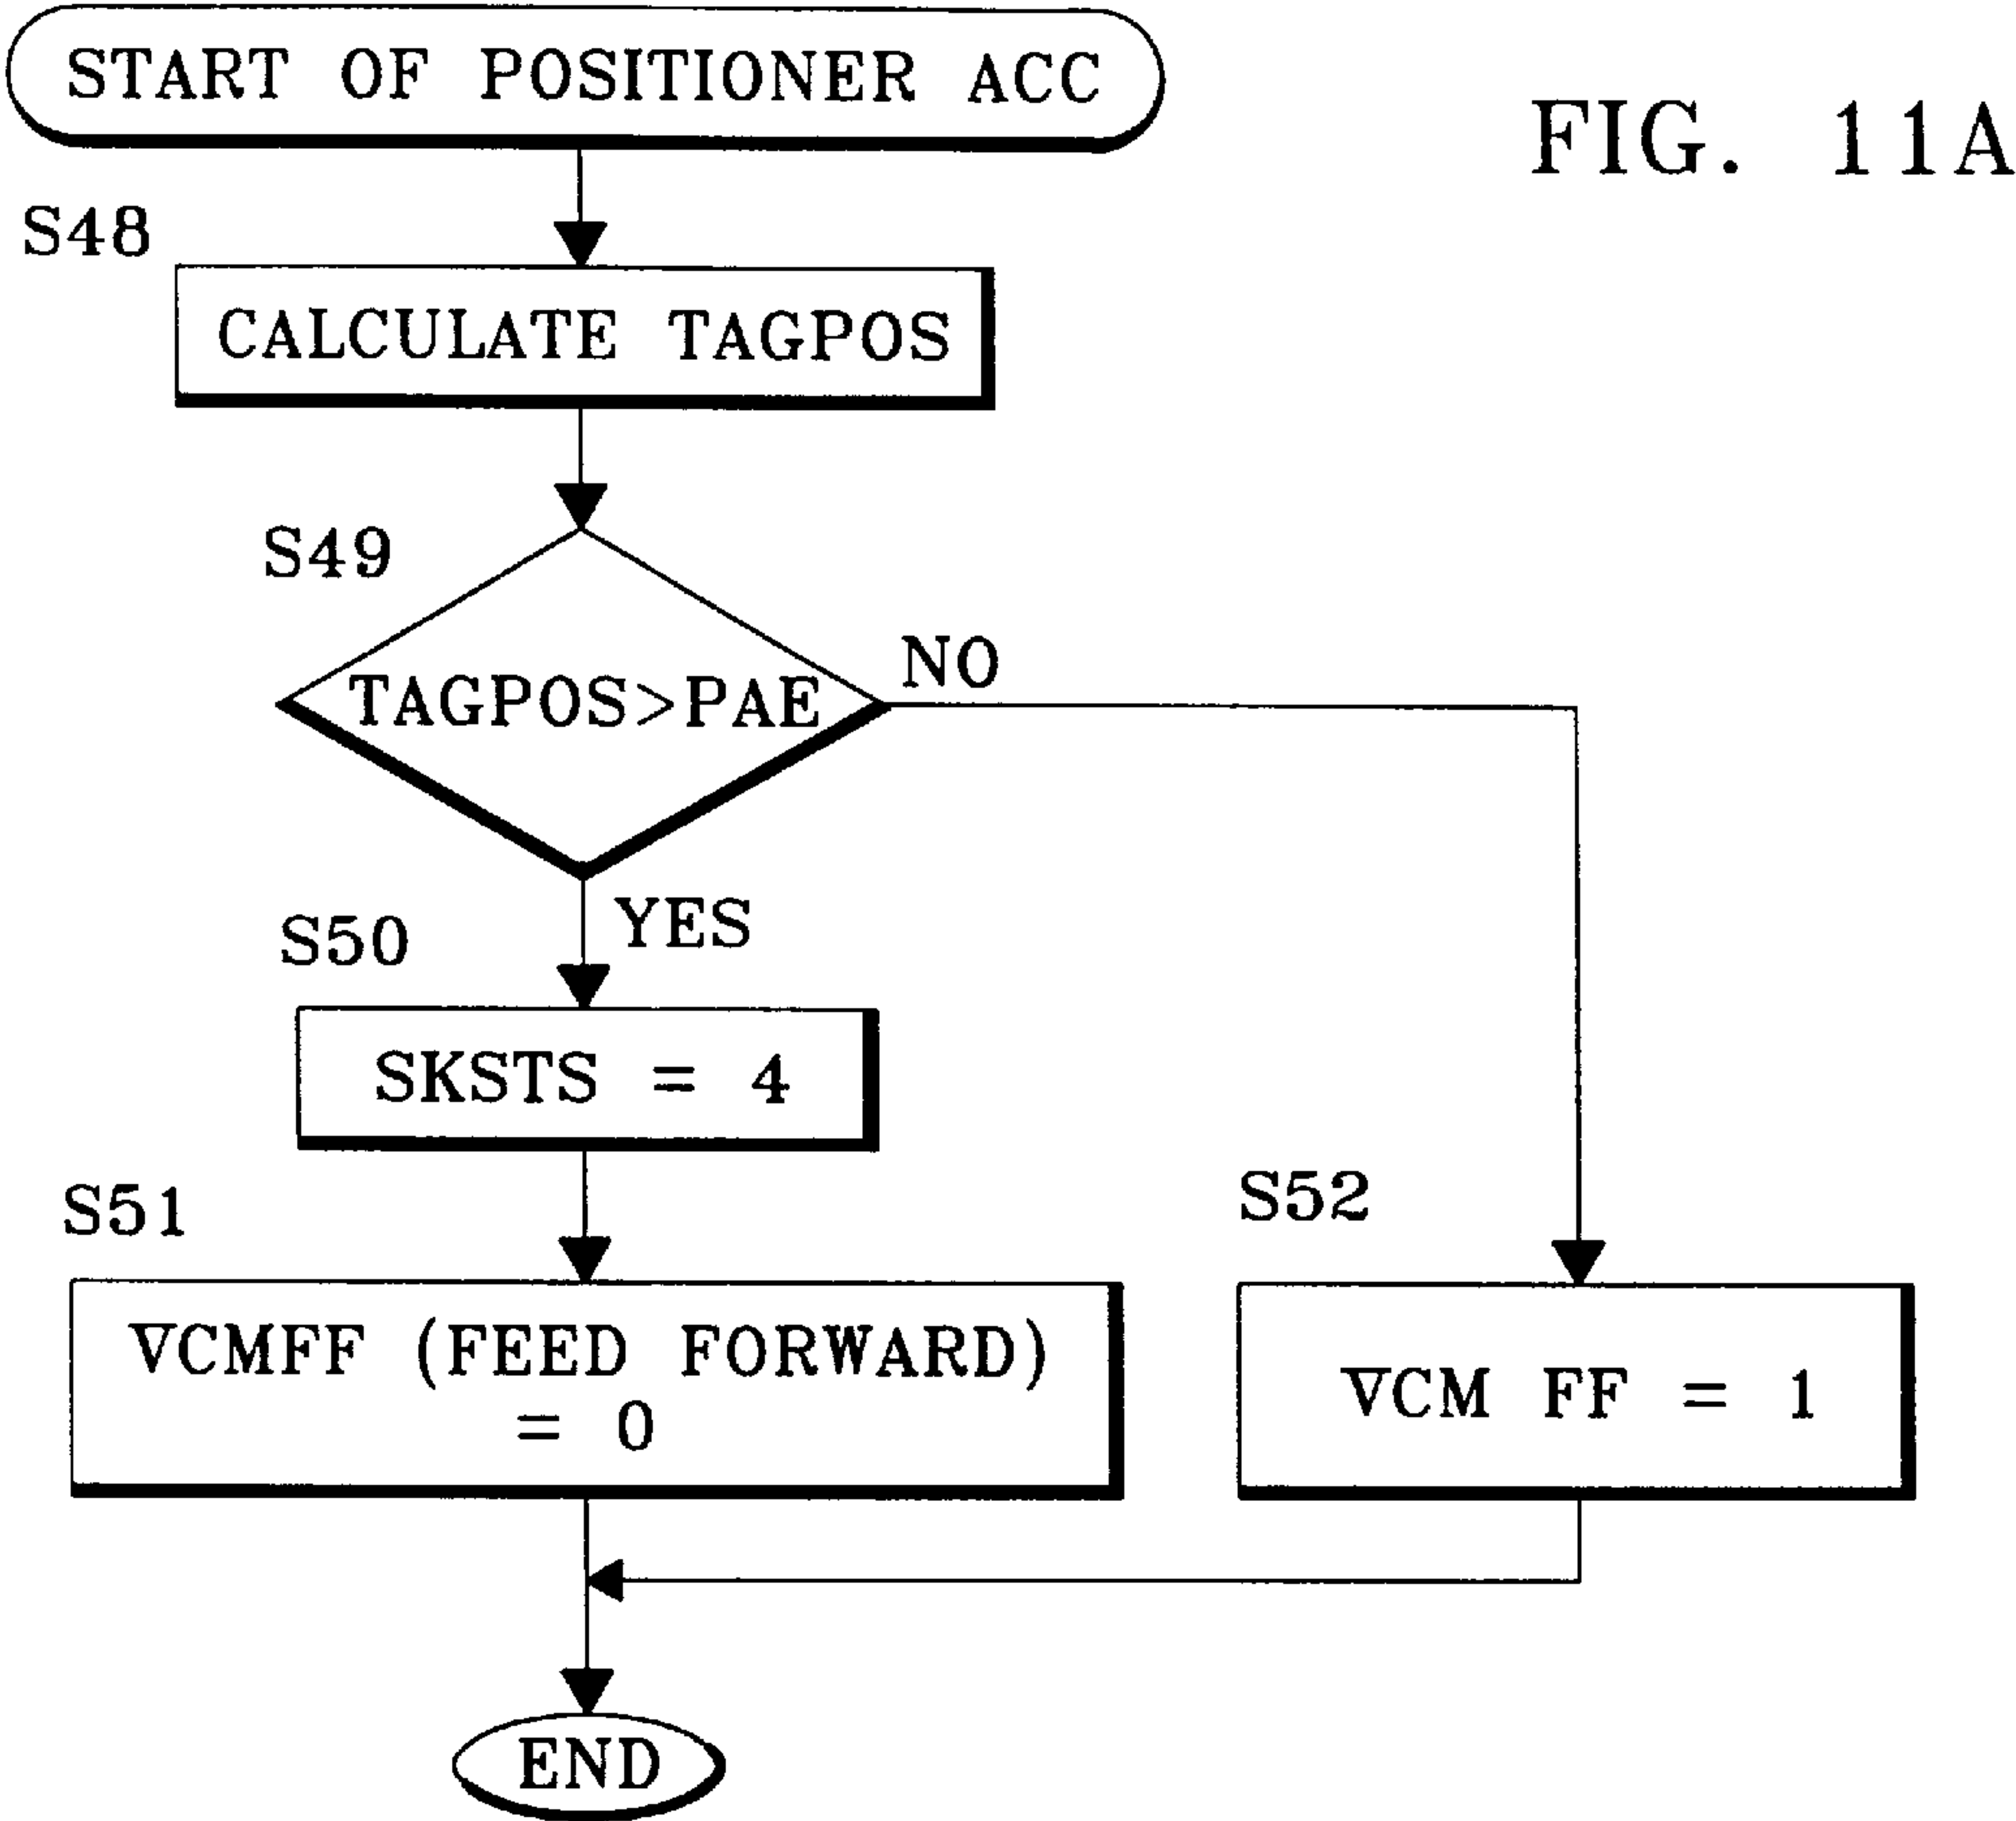 START OF POSITIONER ACC
FIG. 11A
S48
CALCULATE TAGPOS
S49
TAGPOS>PAE
NO
YES
S50
SKSTS = 4
S51
VCMFF (FEED FORWARD)
= 0
S52
VCM FF = 1
END